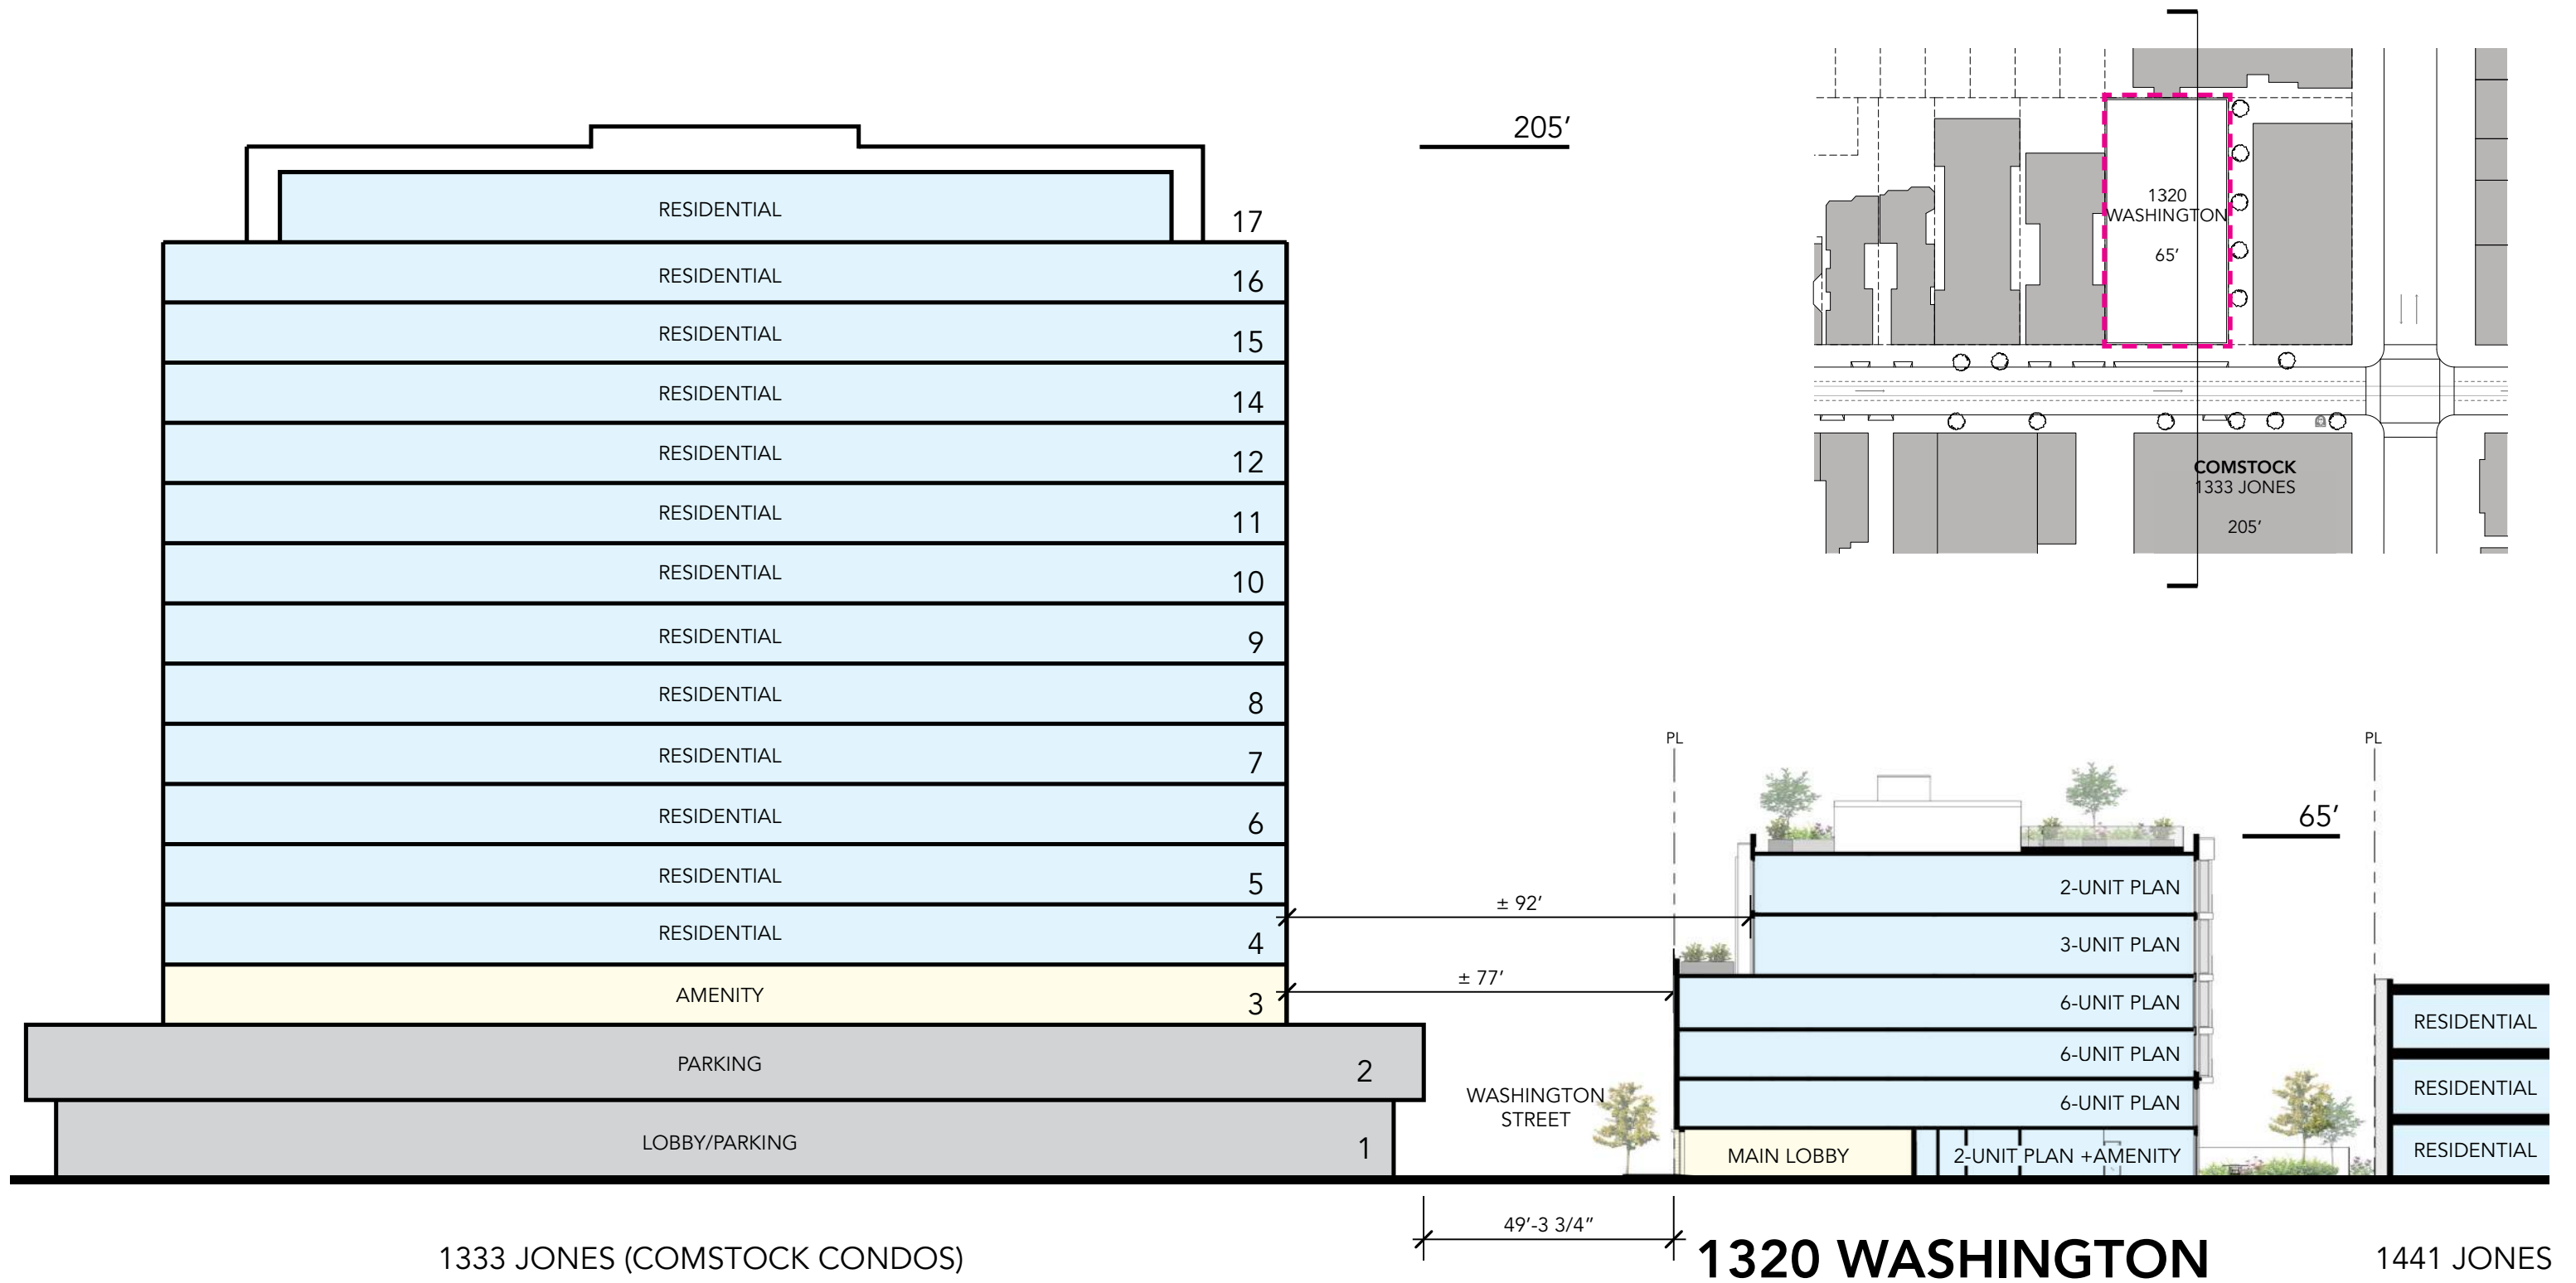 205’
RESIDENTIAL
17
RESIDENTIAL
16
RESIDENTIAL
15
RESIDENTIAL
14
RESIDENTIAL
12
RESIDENTIAL
11
RESIDENTIAL
10
RESIDENTIAL
9
RESIDENTIAL
8
RESIDENTIAL
7
RESIDENTIAL
6
RESIDENTIAL
5
RESIDENTIAL
4
AMENITY
3
PARKING
2
LOBBY/PARKING
1
1320
WASHINGTON
65’
COMSTOCK
1333 JONES
205’
PL
PL
65’
± 92’
± 77’
WASHINGTON
STREET
2-UNIT PLAN
3-UNIT PLAN
6-UNIT PLAN
6-UNIT PLAN
6-UNIT PLAN
MAIN LOBBY
2-UNIT PLAN +AMENITY
RESIDENTIAL
RESIDENTIAL
RESIDENTIAL
49’-3 3/4”
1333 JONES (COMSTOCK CONDOS)
1320 WASHINGTON
1441 JONES